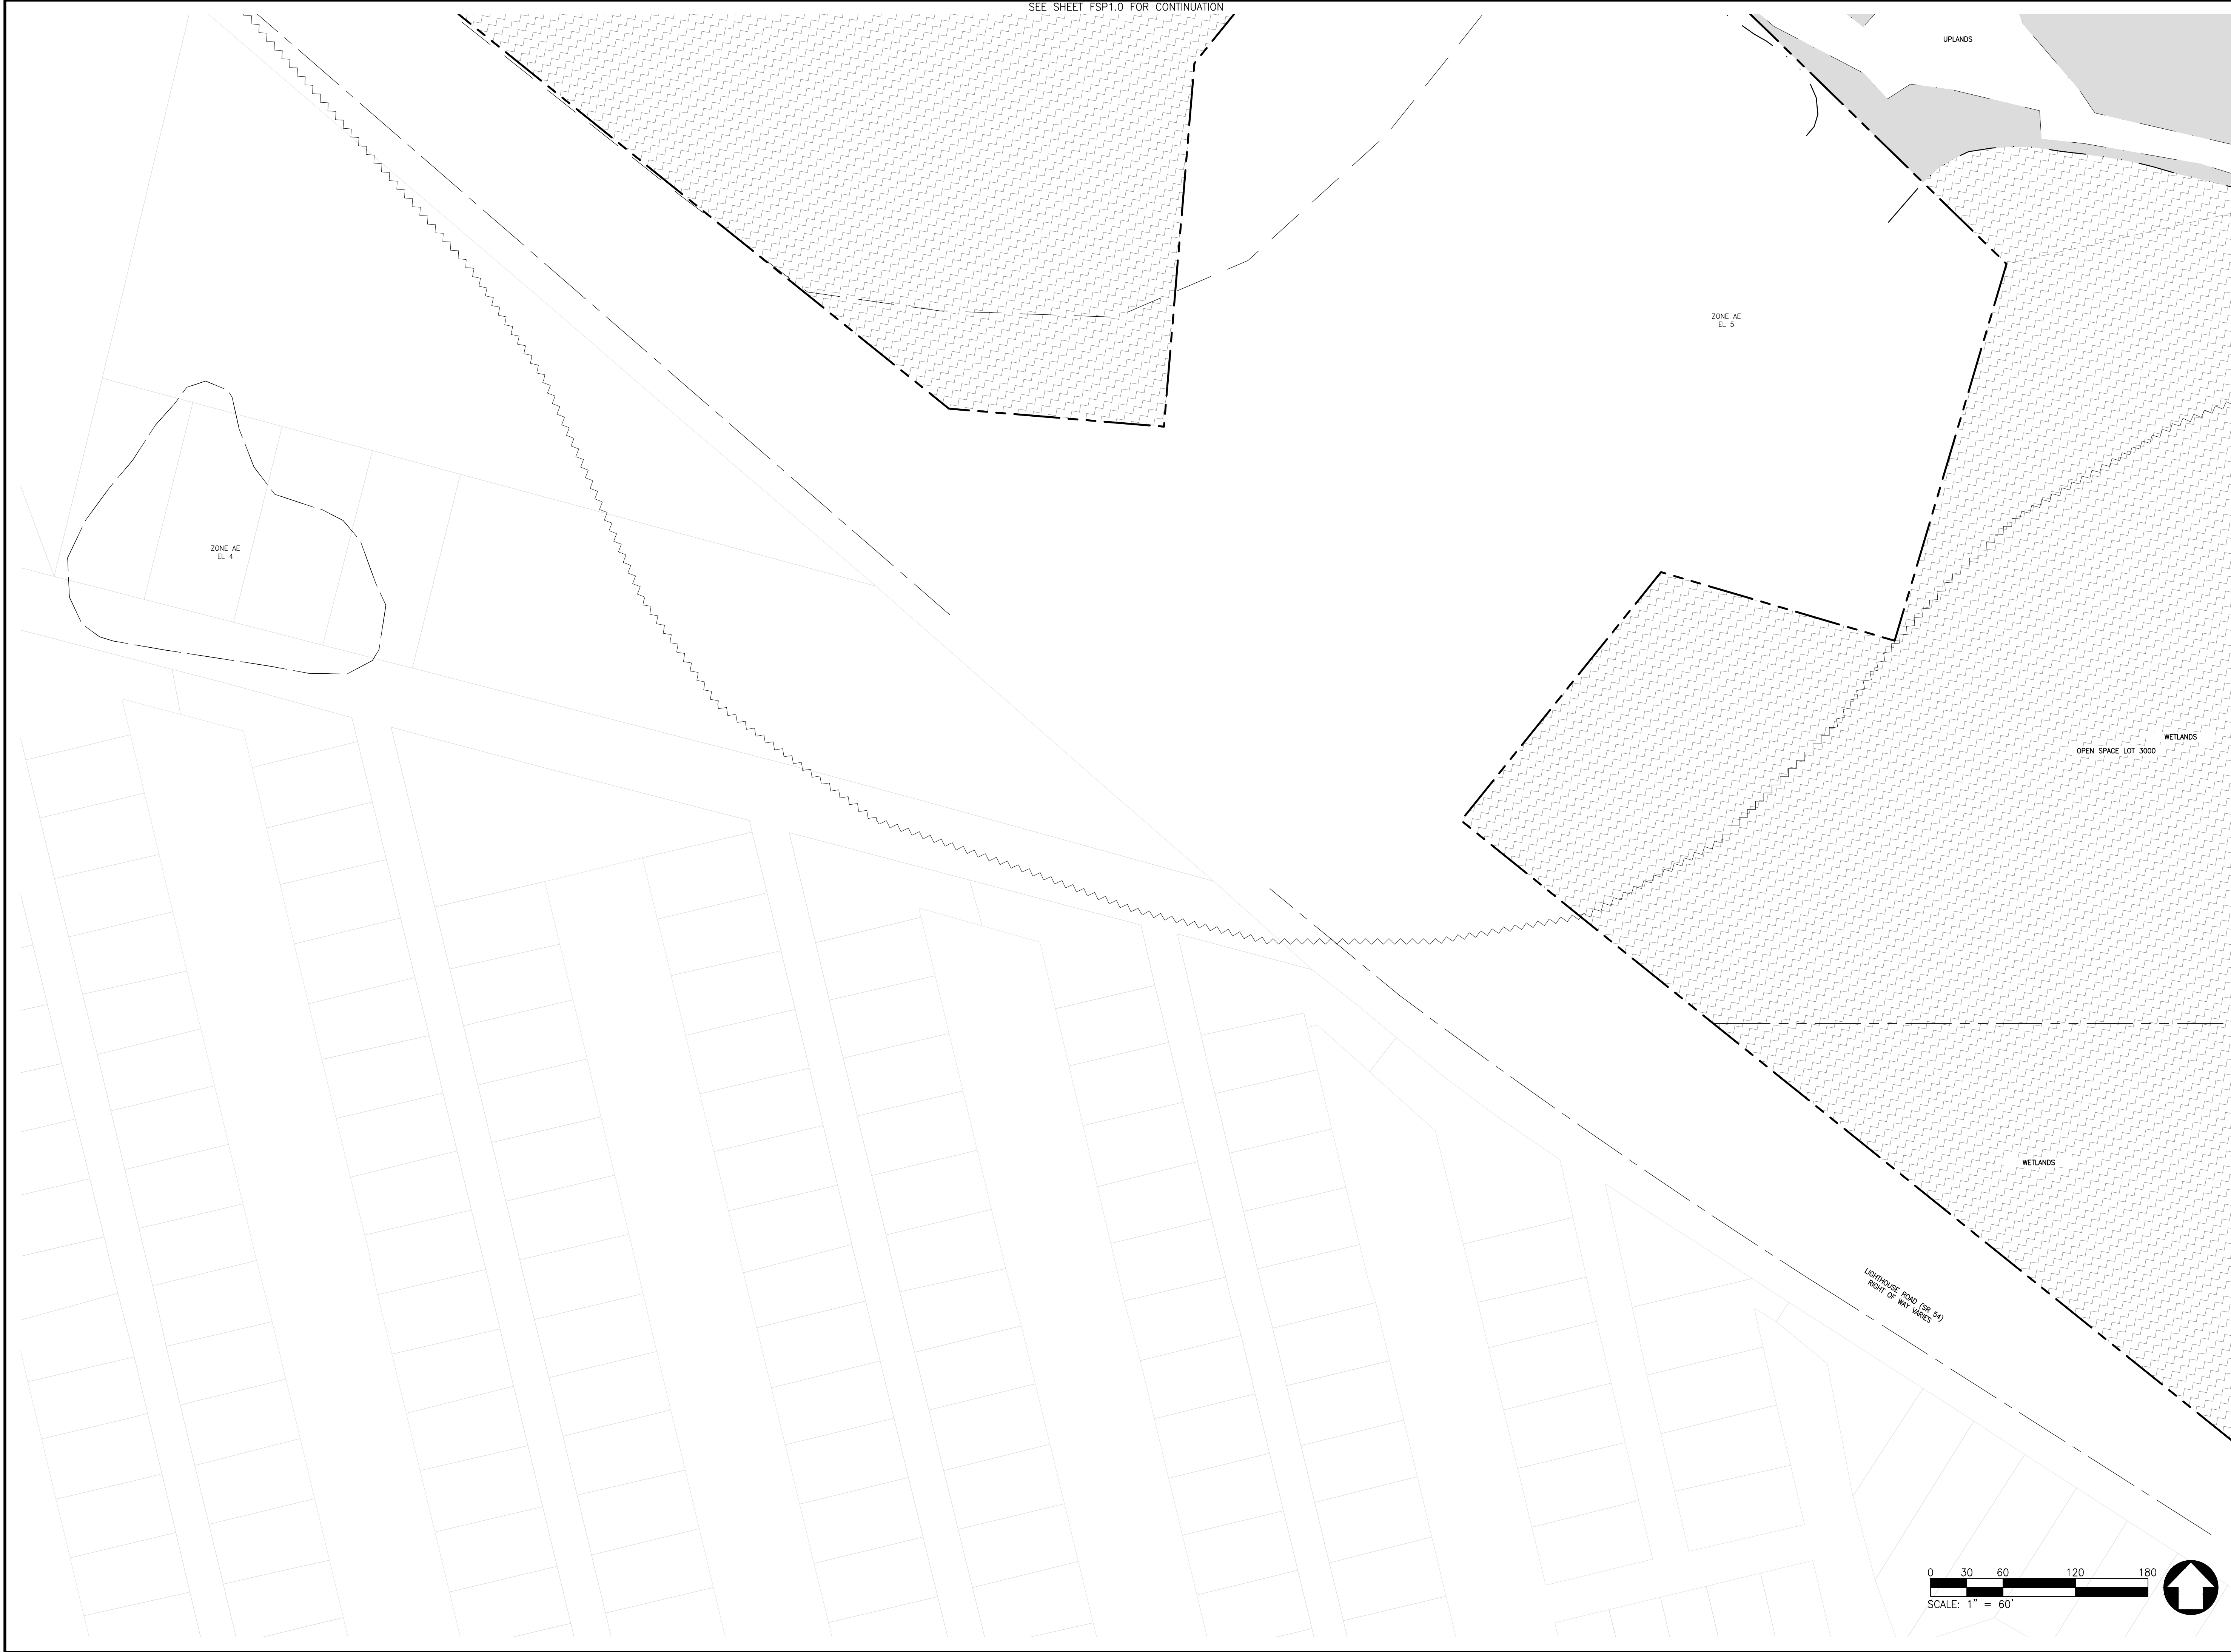 SEE SHEET FSP1.0 FOR CONTINUATION
UPLANDS
ZONE AE
EL 5
ZONE AE
EL 4
WETLANDS
OPEN SPACE LOT 3000
WETLANDS
LIGHTHOUSE ROAD (SR 54)
RIGHT OF WAY VARIES
0 30 60 120 180
SCALE: 1" = 60'